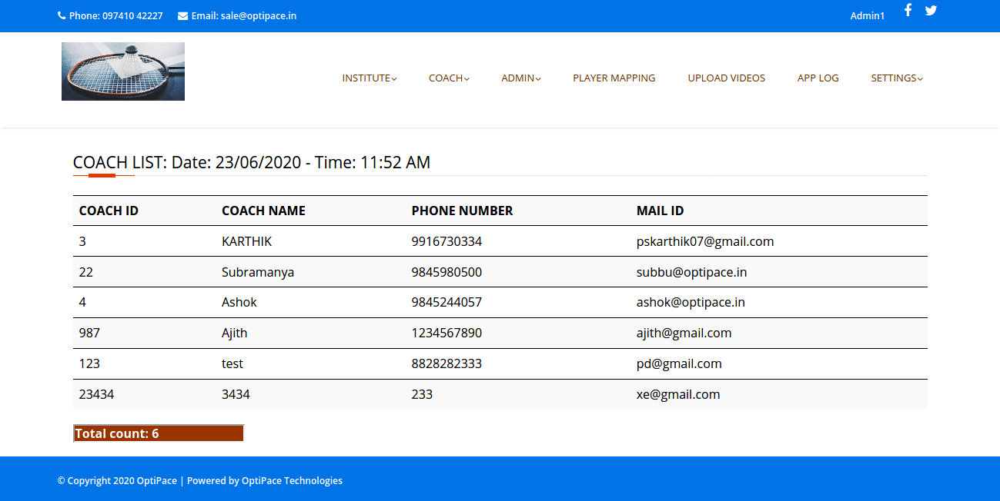 Phone: 097410 42227 Email: sale@optipace.in Admin1
INSTITUTE COACH ADMIN PLAYER MAPPING UPLOAD VIDEOS APP LOG SETTINGS
COACH LIST: Date: 23/06/2020 - Time: 11:52 AM
COACH ID COACH NAME PHONE NUMBER MAIL ID
3 KARTHIK 9916730334 pskarthik07@gmail.com
22 Subramanya 9845980500 subbu@optipace.in
4 Ashok 9845244057 ashok@optipace.in
987 Ajith 1234567890 ajith@gmail.com
123 test 8828282333 pd@gmail.com
23434 3434 233 xe@gmail.com
Total count: 6
© Copyright 2020 OptiPace | Powered by OptiPace Technologies